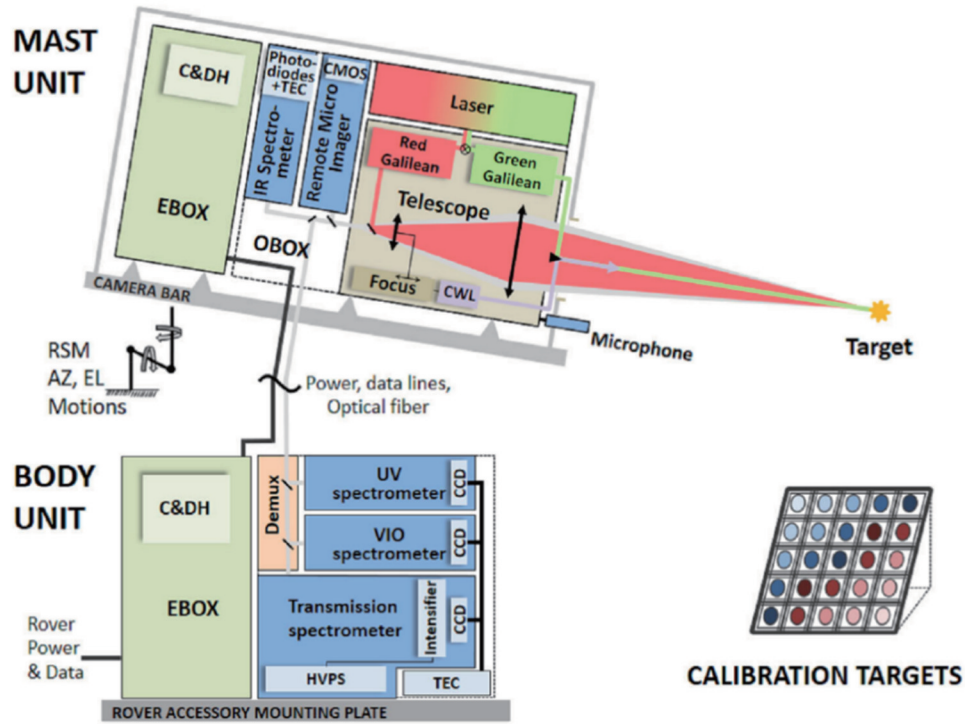 MAST
UNIT
C&DH
EBOX
Photo-
diodes
+TEC
IR Spectro-
meter
CMOS
Remote Micro
Imager
Laser
Red
Galilean
Green
Galilean
Telescope
OBOX
Focus
CWL
CAMERA BAR
Microphone
Target
RSM
AZ, EL
Motions
Power, data lines,
Optical fiber
BODY
UNIT
C&DH
EBOX
Demux
UV
spectrometer
CCD
VIO
spectrometer
CCD
Transmission
spectrometer
Intensifier
CCD
HVPS
TEC
Rover
Power
& Data
ROVER ACCESSORY MOUNTING PLATE
CALIBRATION TARGETS